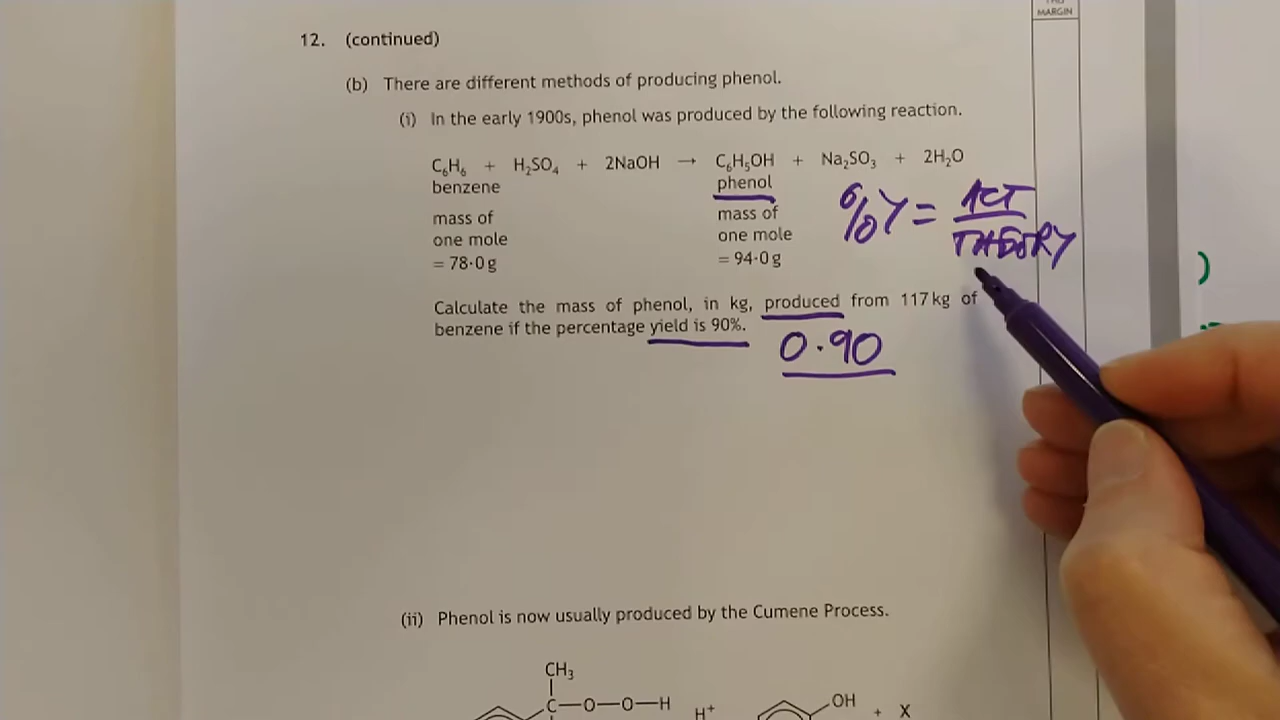 MARGIN
12. (continued)
(b) There are different methods of producing phenol.
(i) In the early 1900s, phenol was produced by the following reaction.
C₆H₆ + H₂SO₄ + 2NaOH → C₆H₅OH + Na₂SO₃ + 2H₂O
benzene phenol
mass of mass of
one mole one mole
= 78·0 g = 94·0 g
%Y = ACT
THEORY
Calculate the mass of phenol, in kg, produced from 117 kg of
benzene if the percentage yield is 90%.
0.90
(ii) Phenol is now usually produced by the Cumene Process.
CH₃
C—O—O—H H⁺ OH + X